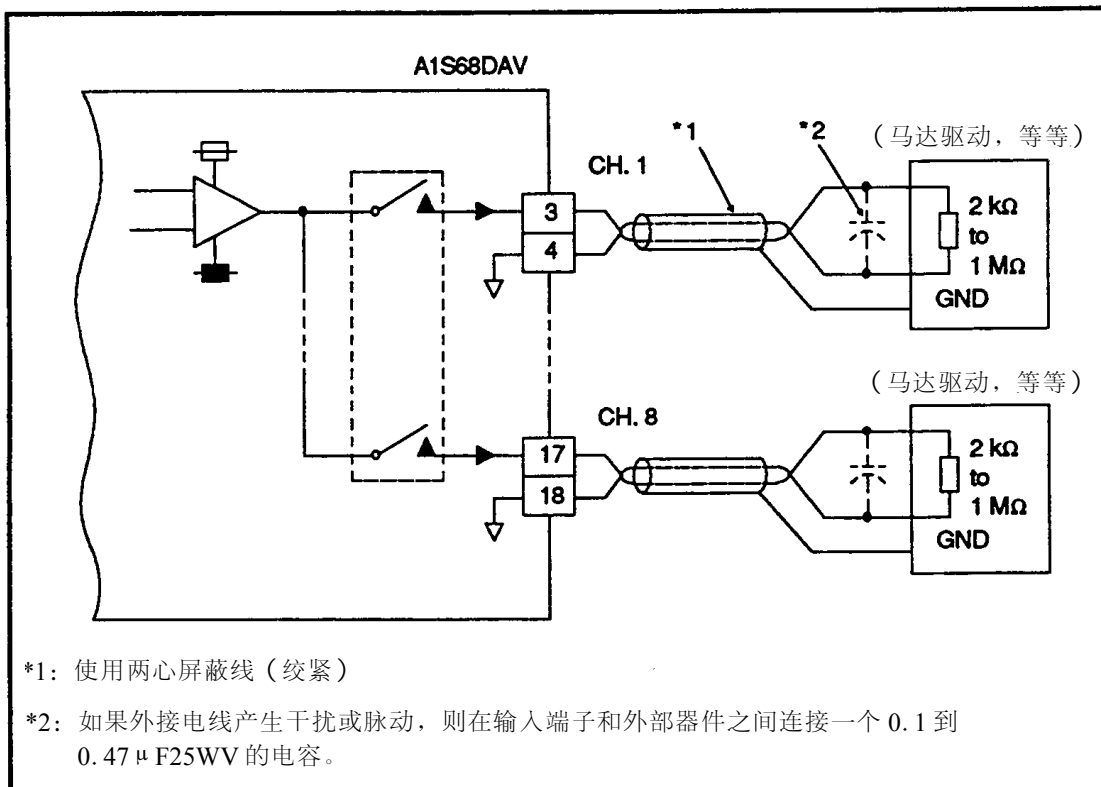 A1S68DAV
*1
*2
(马达驱动，等等)
CH. 1
3
4
2 kΩ
to
1 MΩ
GND
(马达驱动，等等)
CH. 8
17
18
2 kΩ
to
1 MΩ
GND
*1: 使用两心屏蔽线（绞紧）
*2: 如果外接电线产生干扰或脉动，则在输入端子和外部器件之间连接一个 0.1 到
0.47 μF25WV 的电容。